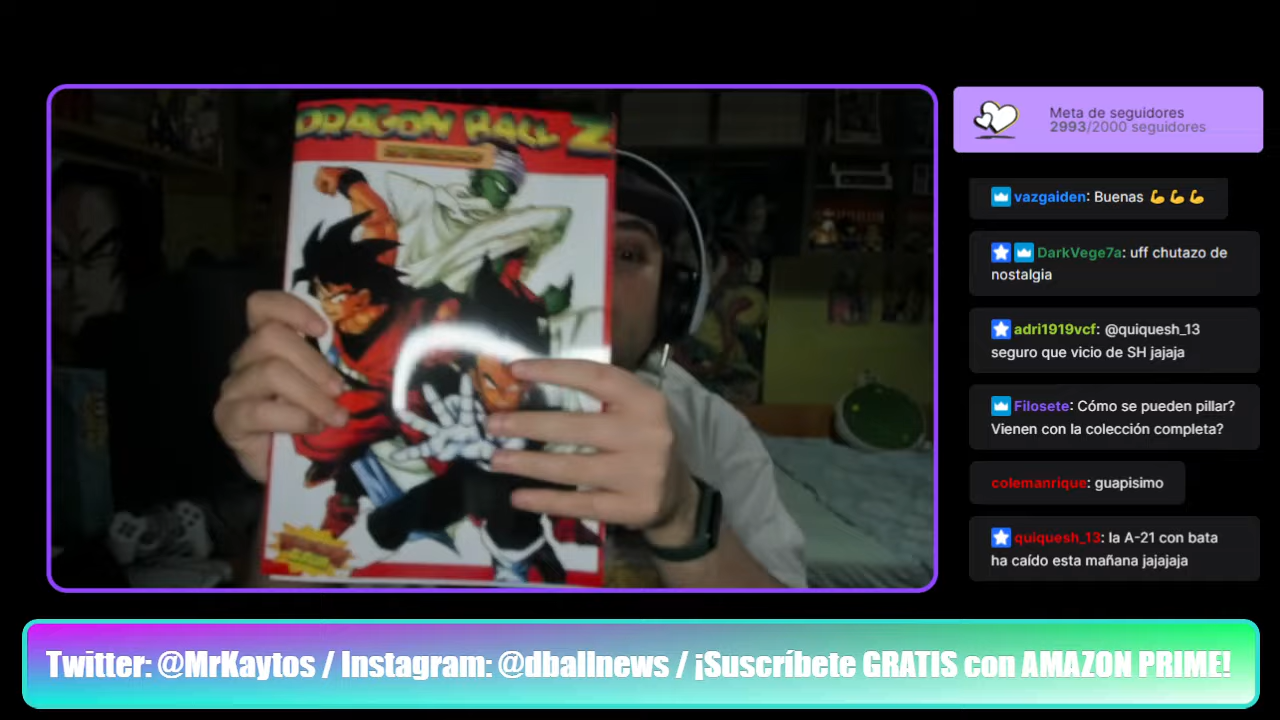 DRAGON BALL Z
Meta de seguidores
2993/2000 seguidores
vazgaiden: Buenas 💪💪💪
DarkVege7a: uff chutazo de
nostalgia
adri1919vcf: @quiquesh_13
seguro que vicio de SH jajaja
Filosete: Cómo se pueden pillar?
Vienen con la colección completa?
colemanrique: guapisimo
quiquesh_13: la A-21 con bata
ha caído esta mañana jajajaja
Twitter: @MrKaytos / Instagram: @dballnews / ¡Suscríbete GRATIS con AMAZON PRIME!